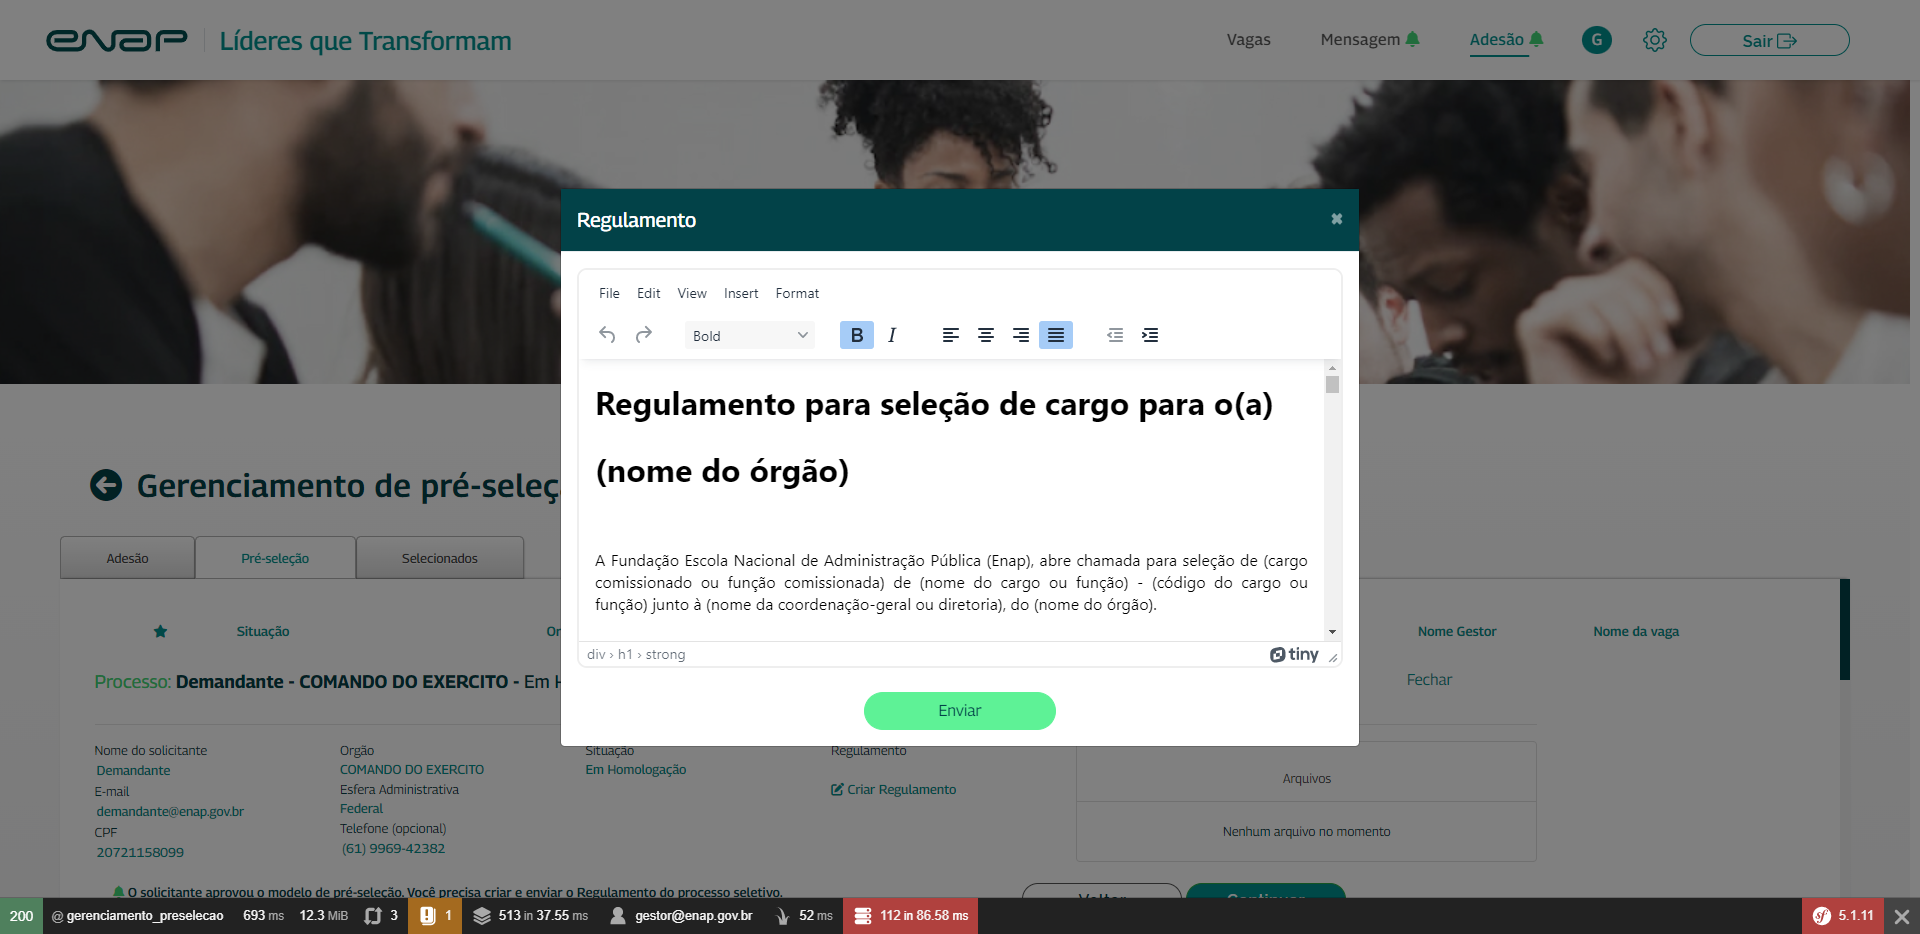 enap
Líderes que Transformam
Vagas
Mensagem
Adesão
G
Sair
Regulamento
File Edit View Insert Format
Bold
B
I
Regulamento para seleção de cargo para o(a)
(nome do órgão)
A Fundação Escola Nacional de Administração Pública (Enap), abre chamada para seleção de (cargo
comissionado ou função comissionada) de (nome do cargo ou função) - (código do cargo ou
função) junto à (nome da coordenação-geral ou diretoria), do (nome do órgão).
div › h1 › strong
tiny
Enviar
Gerenciamento de pré-seleç
Adesão
Pré-seleção
Selecionados
Situação
Or
Nome Gestor
Nome da vaga
Processo: Demandante - COMANDO DO EXERCITO - Em H
Fechar
Nome do solicitante
Demandante
E-mail
demandante@enap.gov.br
CPF
20721158099
Orgão
COMANDO DO EXERCITO
Esfera Administrativa
Federal
Telefone (opcional)
(61) 9969-42382
Situação
Em Homologação
Regulamento
Criar Regulamento
Arquivos
Nenhum arquivo no momento
O solicitante aprovou o modelo de pré-seleção. Você precisa criar e enviar o Regulamento do processo seletivo.
Voltar
Continuar
200 @ gerenciamento_preselecao 693 ms 12.3 MiB 3 1 513 in 37.55 ms gestor@enap.gov.br 52 ms 112 in 86.58 ms 5.1.11